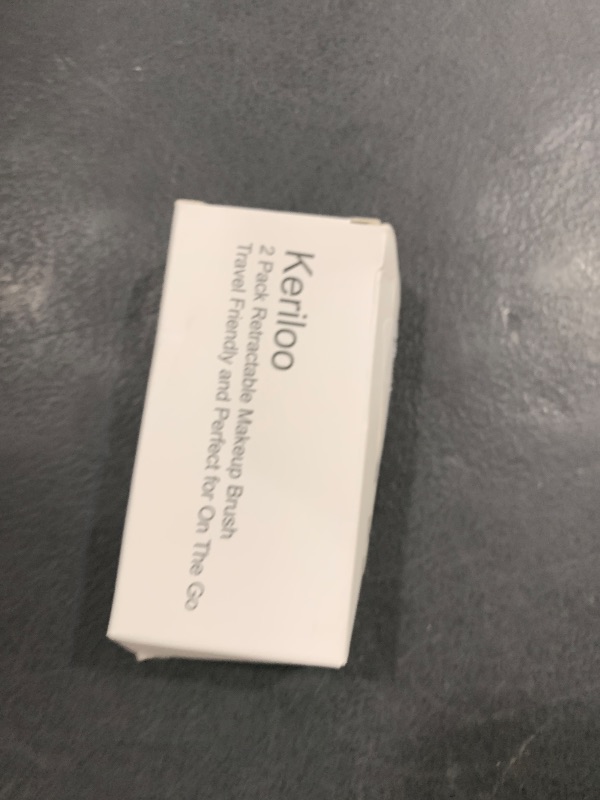 Keriloo
2 Pack Retractable Makeup Brush
Travel Friendly and Perfect for On The Go